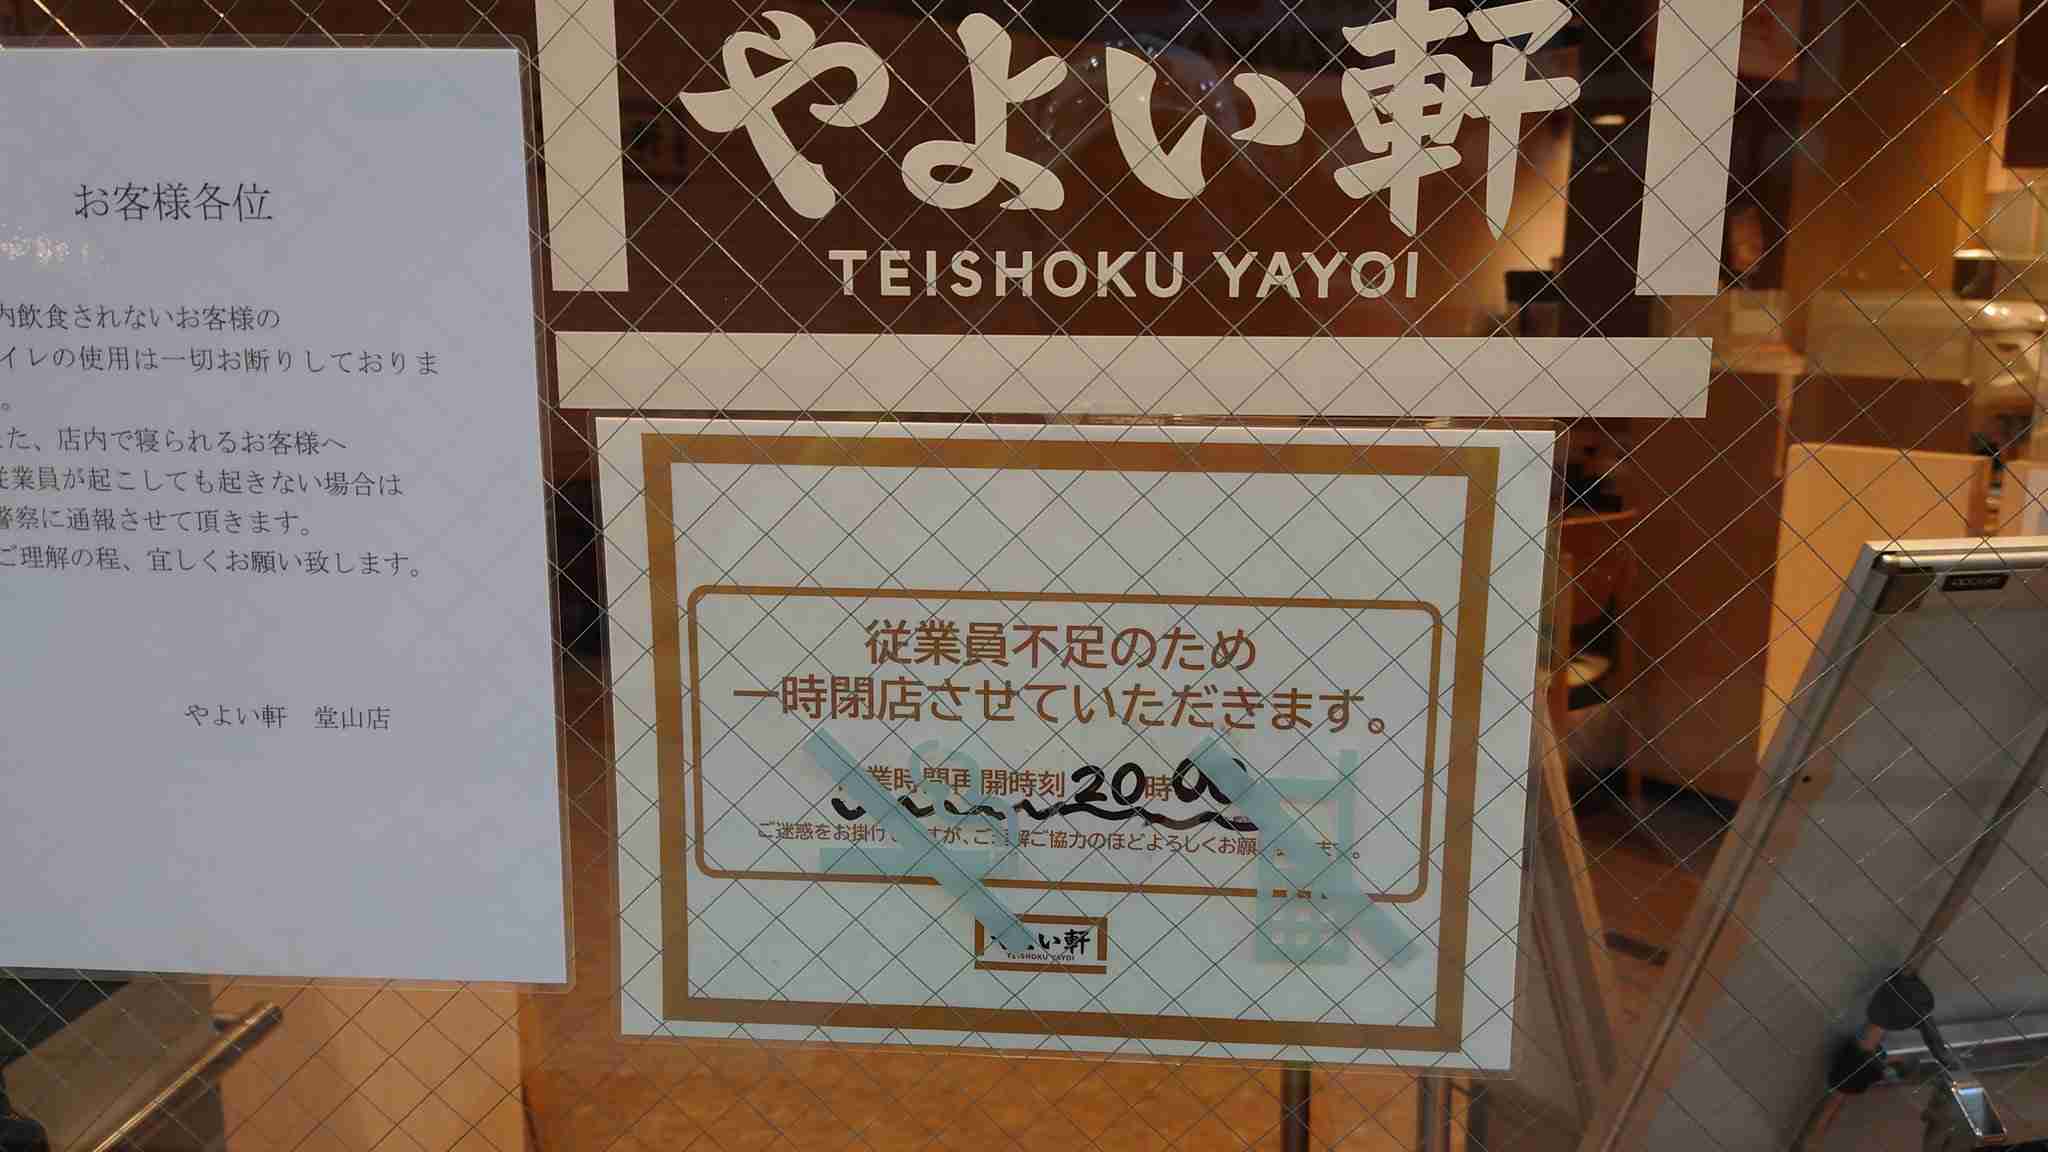 お客様各位
内飲食されないお客様の
イレの使用は一切お断りしておりま
。
た、店内で寝られるお客様へ
従業員が起こしても起きない場合は
警察に通報させて頂きます。
ご理解の程、宜しくお願い致します。
やよい軒 堂山店
やよい軒
TEISHOKU YAYOI
従業員不足のため
一時閉店させていただきます。
業時間再開時刻 20時00
ご迷惑をお掛けしますが、ご理解ご協力のほどよろしくお願
やよい軒
TEISHOKU YAYOI